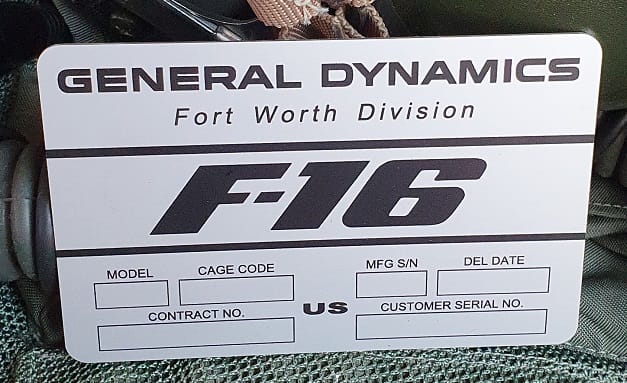 GENERAL DYNAMICS
Fort Worth Division
F-16
MODEL CAGE CODE MFG S/N DEL DATE
CONTRACT NO. US CUSTOMER SERIAL NO.